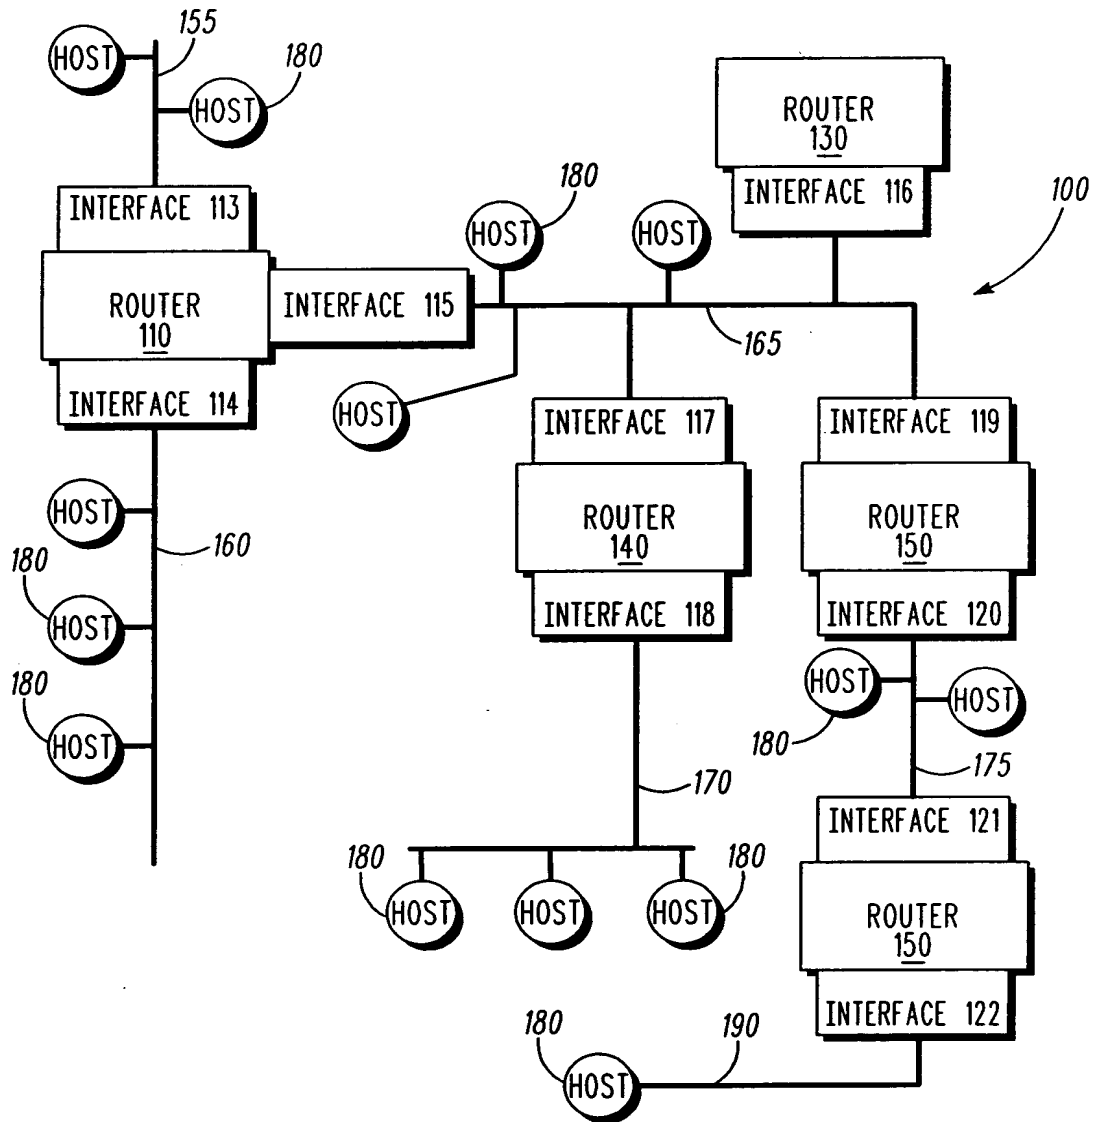 155
HOST
180
HOST
ROUTER
130
INTERFACE 116
180
100
INTERFACE 113
HOST
HOST
ROUTER
110
INTERFACE 115
165
INTERFACE 114
HOST
INTERFACE 117
INTERFACE 119
HOST
160
ROUTER
140
ROUTER
150
180
HOST
INTERFACE 118
INTERFACE 120
180
HOST
HOST
HOST
180
175
170
INTERFACE 121
180
180
HOST
HOST
HOST
ROUTER
150
INTERFACE 122
180
190
HOST